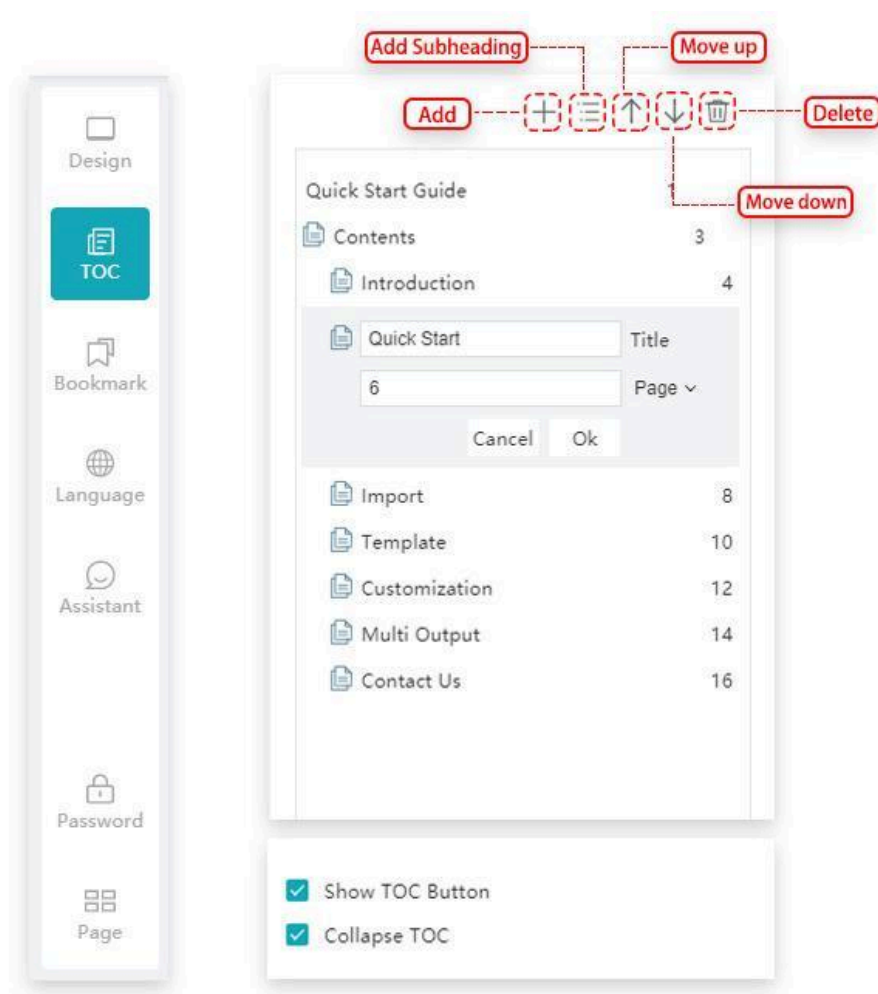 Add Subheading
Move up
Add
Delete
Move down
Design
TOC
Bookmark
Language
Assistant
Password
Page
Quick Start Guide 1
Contents 3
Introduction 4
Quick Start Title
6 Page
Cancel Ok
Import 8
Template 10
Customization 12
Multi Output 14
Contact Us 16
Show TOC Button
Collapse TOC